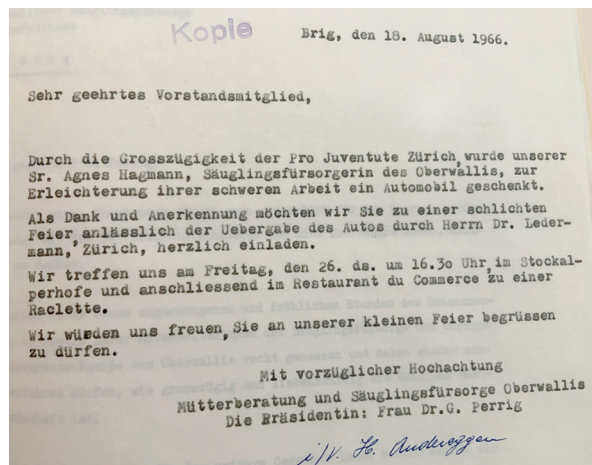 Kopie
Brig, den 18. August 1966.
Sehr geehrtes Vorstandsmitglied,
Durch die Grosszügigkeit der Pro Juventute Zürich, wurde unserer
Sr. Agnes Hagmann, Säuglingsfürsorgerin des Oberwallis, zur
Erleichterung ihrer schweren Arbeit ein Automobil geschenkt.
Als Dank und Anerkennung möchten wir Sie zu einer schlichten
Feier anlässlich der Uebergabe des Autos durch Herrn Dr. Leder-
mann, Zürich, herzlich einladen.
Wir treffen uns am Freitag, den 26. ds. um 16.30 Uhr, im Stockal-
perhofe und anschliessend im Restaurant du Commerce zu einer
Raclette.
Wir würden uns freuen, Sie an unserer kleinen Feier begrüssen
zu dürfen.
Mit vorzüglicher Hochachtung
Mütterberatung und Säuglingsfürsorge Oberwallis
Die Präsidentin: Frau Dr.G. Perrig
i/V. H. Andereggen